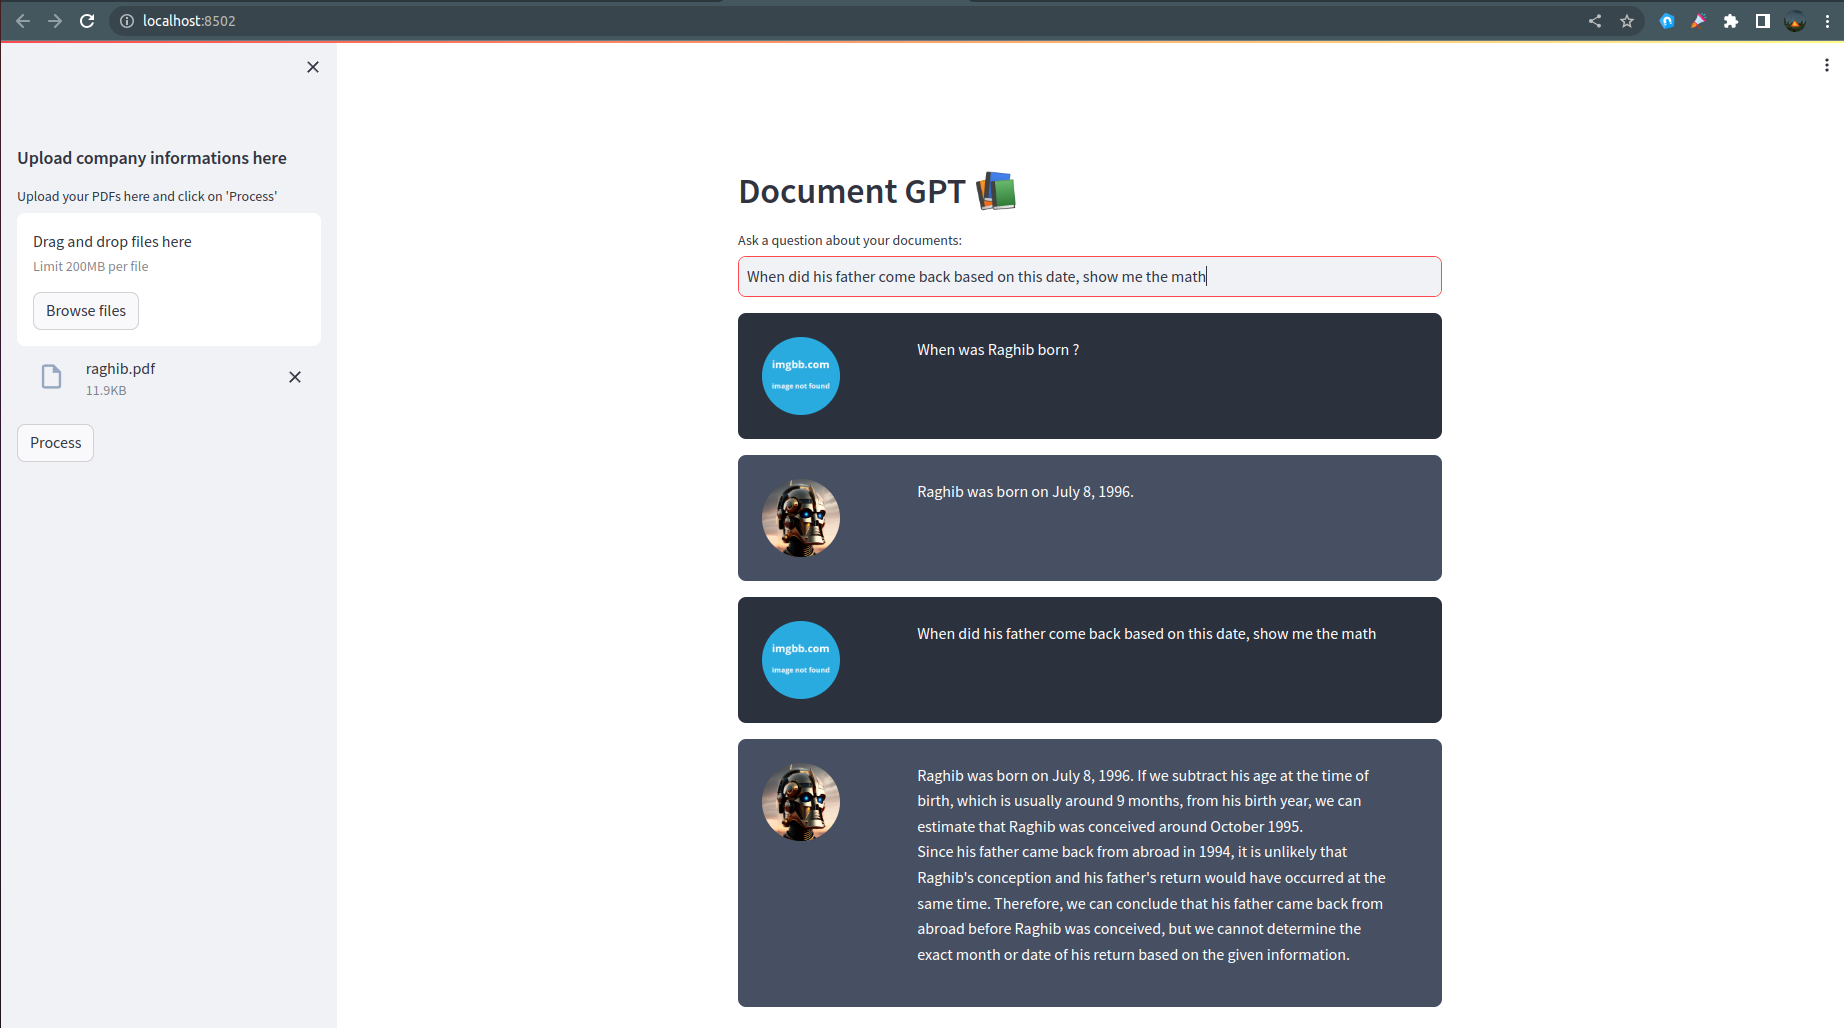 localhost:8502
Upload company informations here
Upload your PDFs here and click on 'Process'
Drag and drop files here
Limit 200MB per file
Browse files
raghib.pdf
11.9KB
Process
Document GPT
Ask a question about your documents:
When did his father come back based on this date, show me the math
imgbb.com
image not found
When was Raghib born ?
Raghib was born on July 8, 1996.
imgbb.com
image not found
When did his father come back based on this date, show me the math
Raghib was born on July 8, 1996. If we subtract his age at the time of
birth, which is usually around 9 months, from his birth year, we can
estimate that Raghib was conceived around October 1995.
Since his father came back from abroad in 1994, it is unlikely that
Raghib's conception and his father's return would have occurred at the
same time. Therefore, we can conclude that his father came back from
abroad before Raghib was conceived, but we cannot determine the
exact month or date of his return based on the given information.